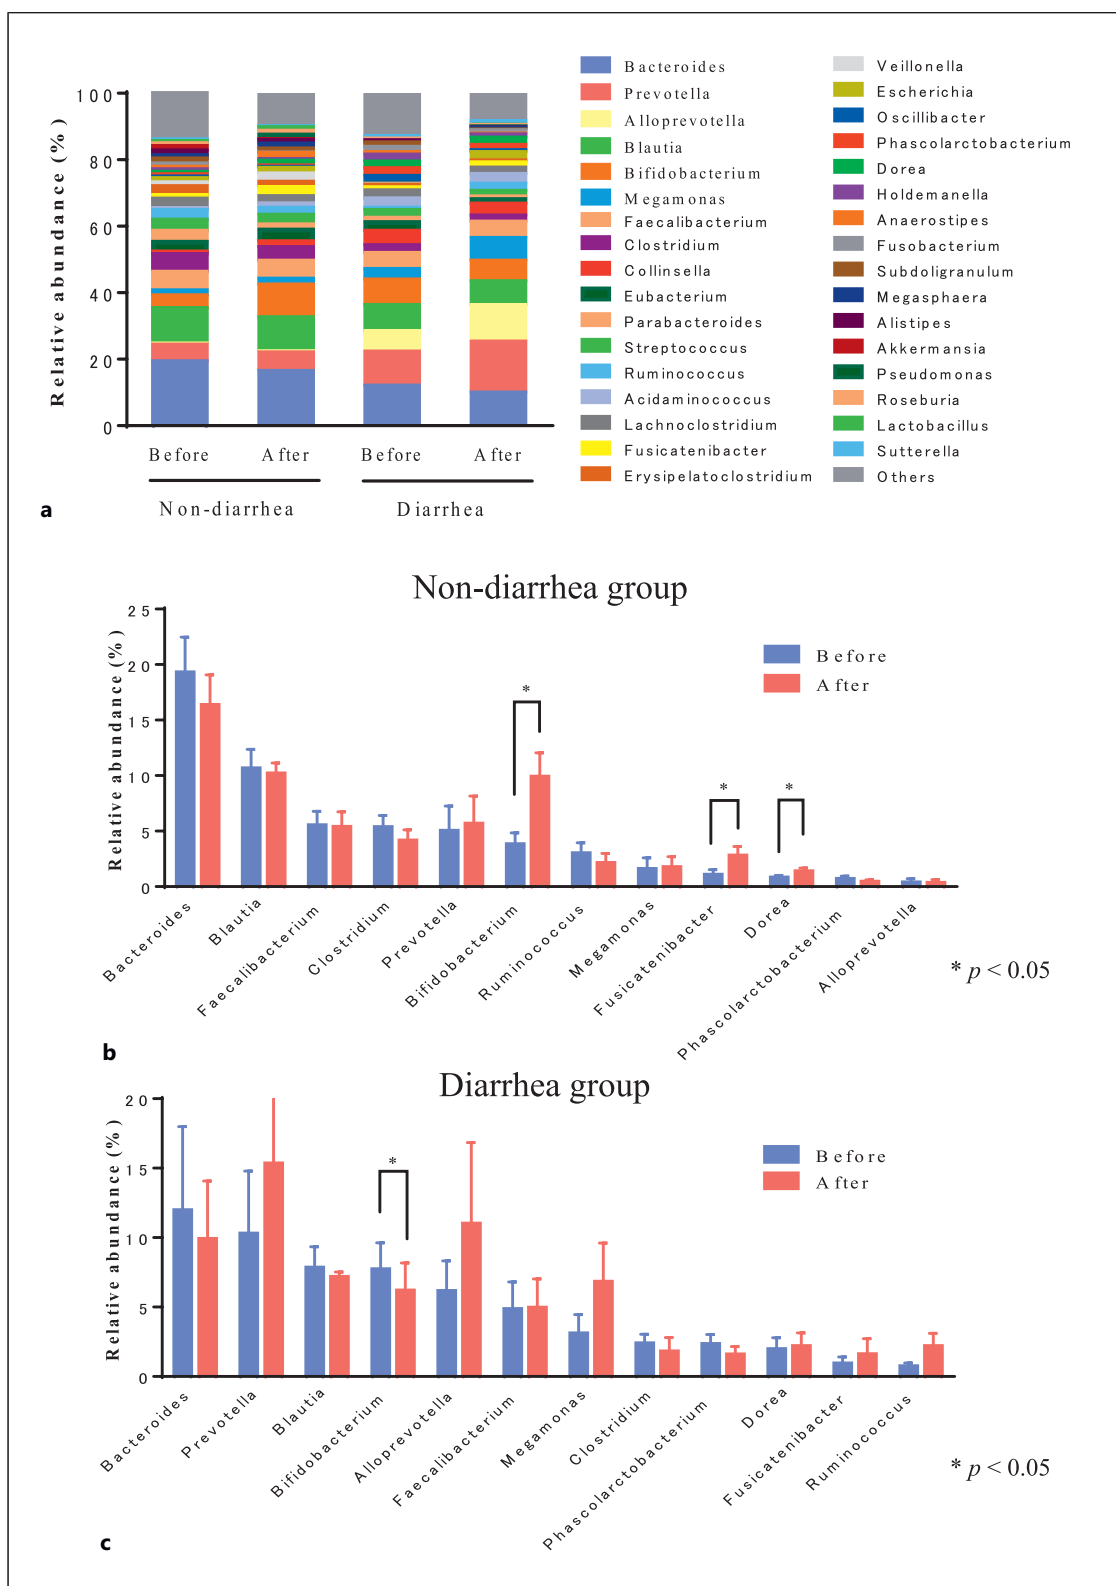 Relative abundance (%)
100
80
60
40
20
0
Before
After
Before
After
Non-diarrhea
Diarrhea
Bacteroides
Prevotella
Alloprevotella
Blautia
Bifidobacterium
Megamonas
Faecalibacterium
Clostridium
Collinsella
Eubacterium
Parabacteroides
Streptococcus
Ruminococcus
Acidaminococcus
Lachnoclostridium
Fusicatenibacter
Erysipelatoclostridium
Veillonella
Escherichia
Oscillibacter
Phascolarctobacterium
Dorea
Holdemanella
Anaerostipes
Fusobacterium
Subdoligranulum
Megasphaera
Alistipes
Akkermansia
Pseudomonas
Roseburia
Lactobacillus
Sutterella
Others
a
Non-diarrhea group
Relative abundance (%)
25
20
15
10
5
0
Before
After
*
*
*
Bacteroides
Blautia
Faecalibacterium
Clostridium
Prevotella
Bifidobacterium
Ruminococcus
Megamonas
Fusicatenibacter
Dorea
Phascolarctobacterium
Alloprevotella
* p < 0.05
b
Diarrhea group
Relative abundance (%)
20
15
10
5
0
Before
After
*
Bacteroides
Prevotella
Blautia
Bifidobacterium
Alloprevotella
Faecalibacterium
Megamonas
Clostridium
Phascolarctobacterium
Dorea
Fusicatenibacter
Ruminococcus
* p < 0.05
c